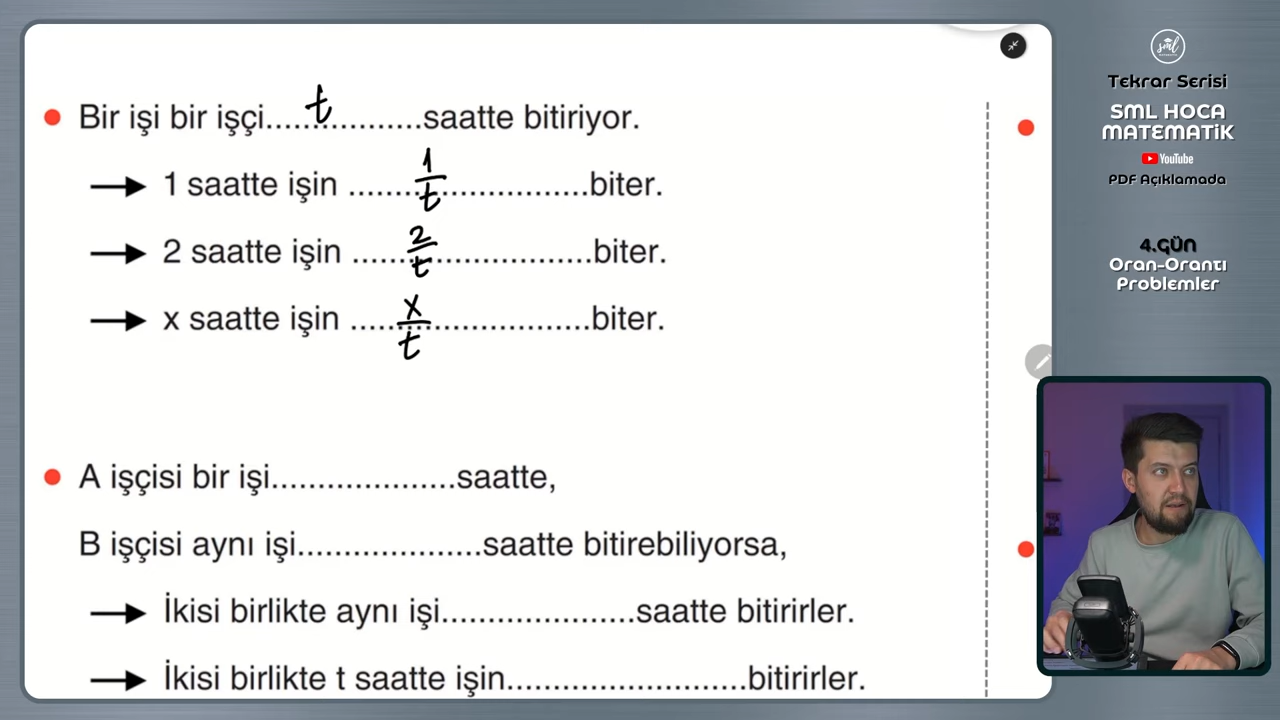 Bir işi bir işçi......t...........saatte bitiriyor.
1 saatte işin .......1/t...................biter.
2 saatte işin ......2/t...................biter.
x saatte işin .....x/t....................biter.
A işçisi bir işi....................saatte,
B işçisi aynı işi....................saatte bitirebiliyorsa,
İkisi birlikte aynı işi.....................saatte bitirirler.
İkisi birlikte t saatte işin..........................bitirirler.
sml
Tekrar Serisi
SML HOCA
MATEMATİK
YouTube
PDF Açıklamada
4.GÜN
Oran-Orantı
Problemler